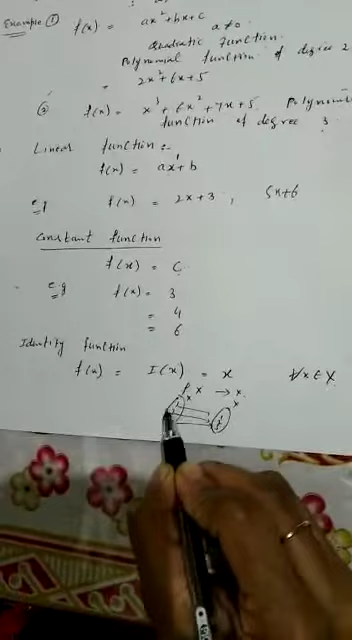 Example ① f(x) = ax²+bx+c
a≠0
Quadratic Function.
Polynomial function of degree 2
= 2x²+6x+5
② f(x) = x³+6x²+7x+5. Polynomial
function of degree 3.
Linear function :-
f(x) = ax¹+b
e.g f(x) = 2x+3, 5x+6
Constant function
f(x) = C
e.g f(x) = 3
= 4
= 6
Identity function
f(x) = I(x) = x ∀x∈X
f X → X.
x x